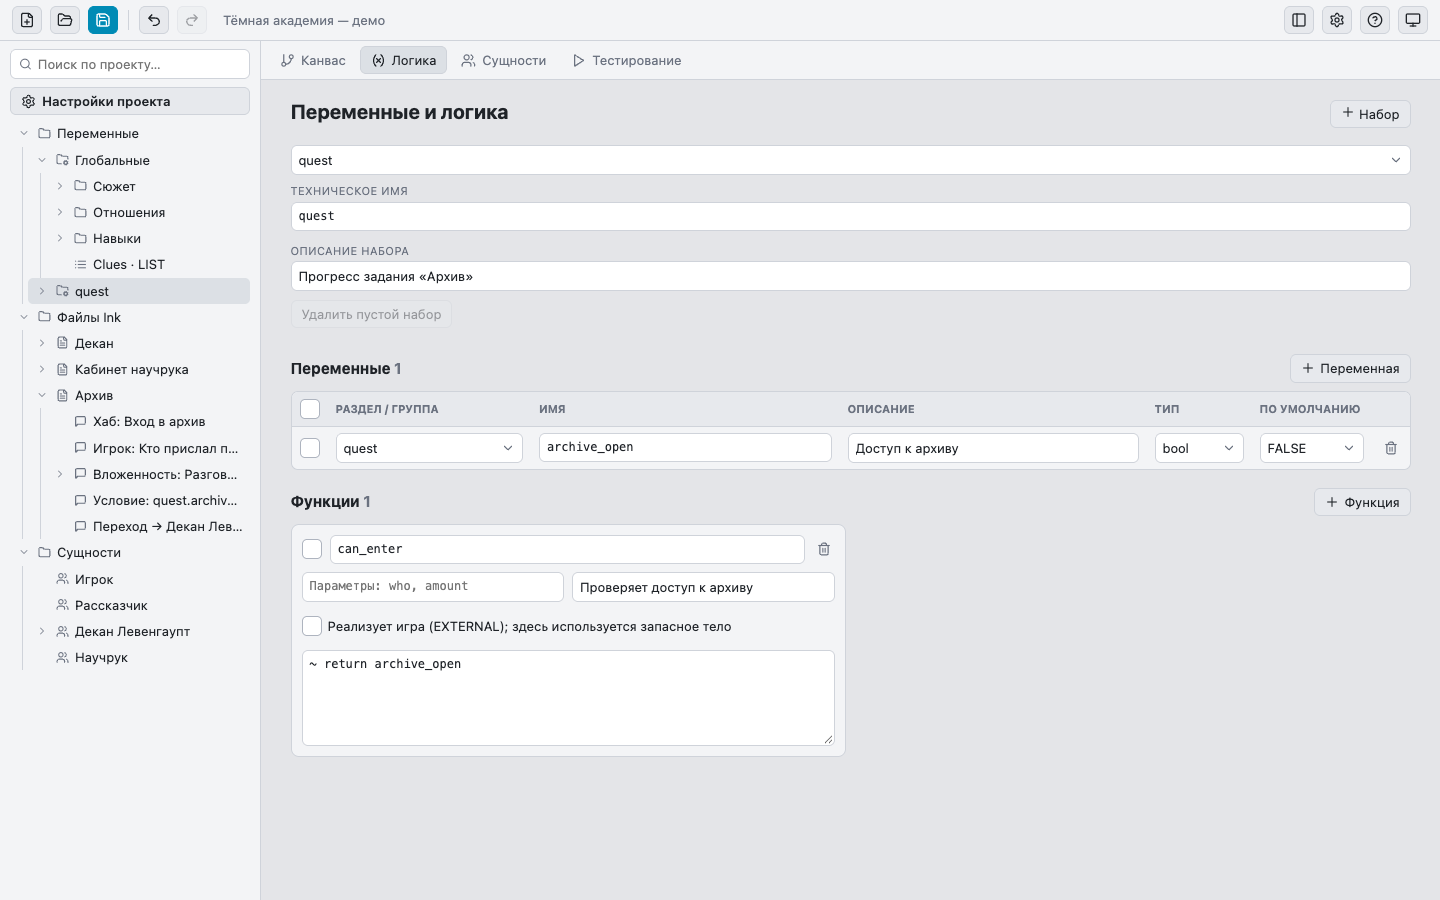 Тёмная академия — демо
Поиск по проекту...
Настройки проекта
Переменные
Глобальные
Сюжет
Отношения
Навыки
Clues · LIST
quest
Файлы Ink
Декан
Кабинет научрука
Архив
Хаб: Вход в архив
Игрок: Кто прислал п...
Вложенность: Разгов...
Условие: quest.archiv...
Переход → Декан Лев...
Сущности
Игрок
Рассказчик
Декан Левенгаупт
Научрук
Канвас
Логика
Сущности
Тестирование
Переменные и логика
+ Набор
quest
ТЕХНИЧЕСКОЕ ИМЯ
quest
ОПИСАНИЕ НАБОРА
Прогресс задания «Архив»
Удалить пустой набор
Переменные 1
+ Переменная
РАЗДЕЛ / ГРУППА ИМЯ ОПИСАНИЕ ТИП ПО УМОЛЧАНИЮ
quest archive_open Доступ к архиву bool FALSE
Функции 1
+ Функция
can_enter
Параметры: who, amount
Проверяет доступ к архиву
Реализует игра (EXTERNAL); здесь используется запасное тело
~ return archive_open